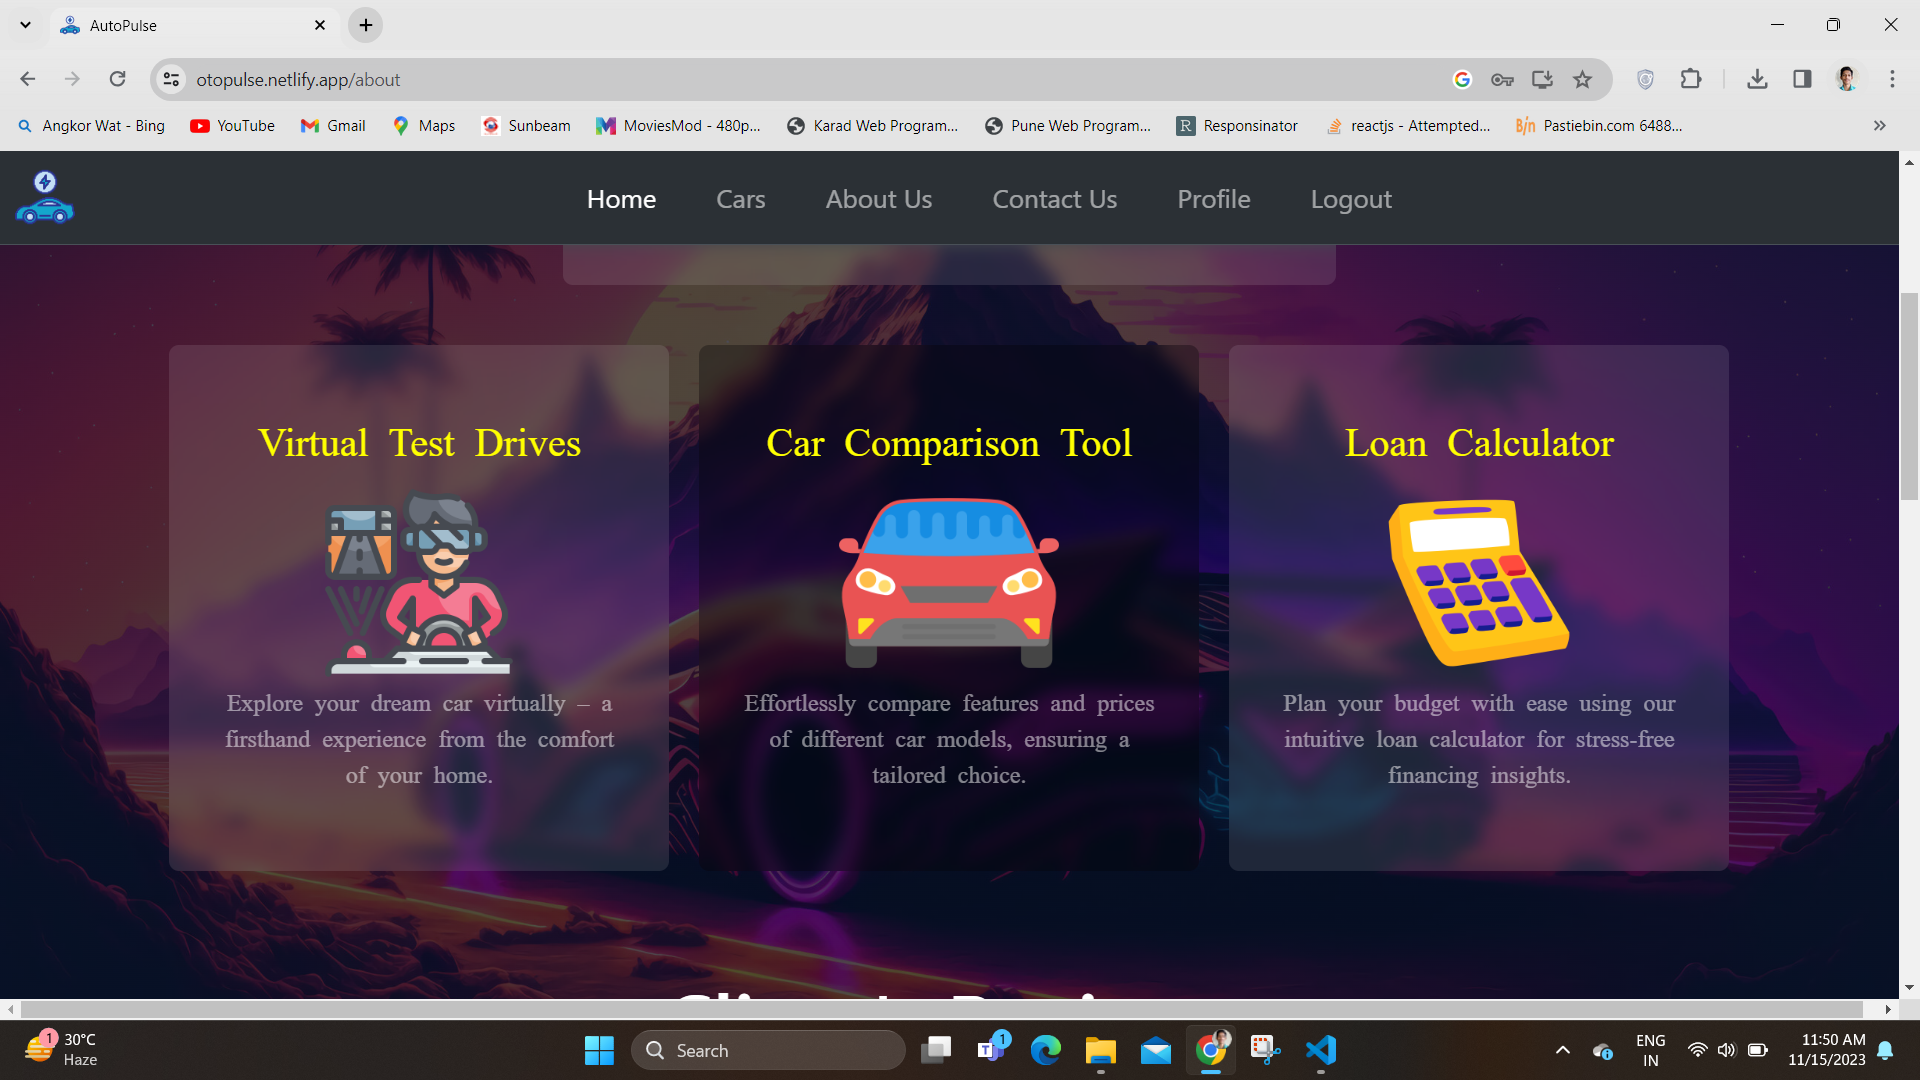 AutoPulse
otopulse.netlify.app/about
Angkor Wat - Bing YouTube Gmail Maps Sunbeam MoviesMod - 480p... Karad Web Program... Pune Web Program... R Responsinator reactjs - Attempted... Pastiebin.com 6488...
Home Cars About Us Contact Us Profile Logout
Virtual Test Drives
Explore your dream car virtually – a
firsthand experience from the comfort
of your home.
Car Comparison Tool
Effortlessly compare features and prices
of different car models, ensuring a
tailored choice.
Loan Calculator
Plan your budget with ease using our
intuitive loan calculator for stress-free
financing insights.
1
30°C
Haze
Search
1
ENG
IN
11:50 AM
11/15/2023